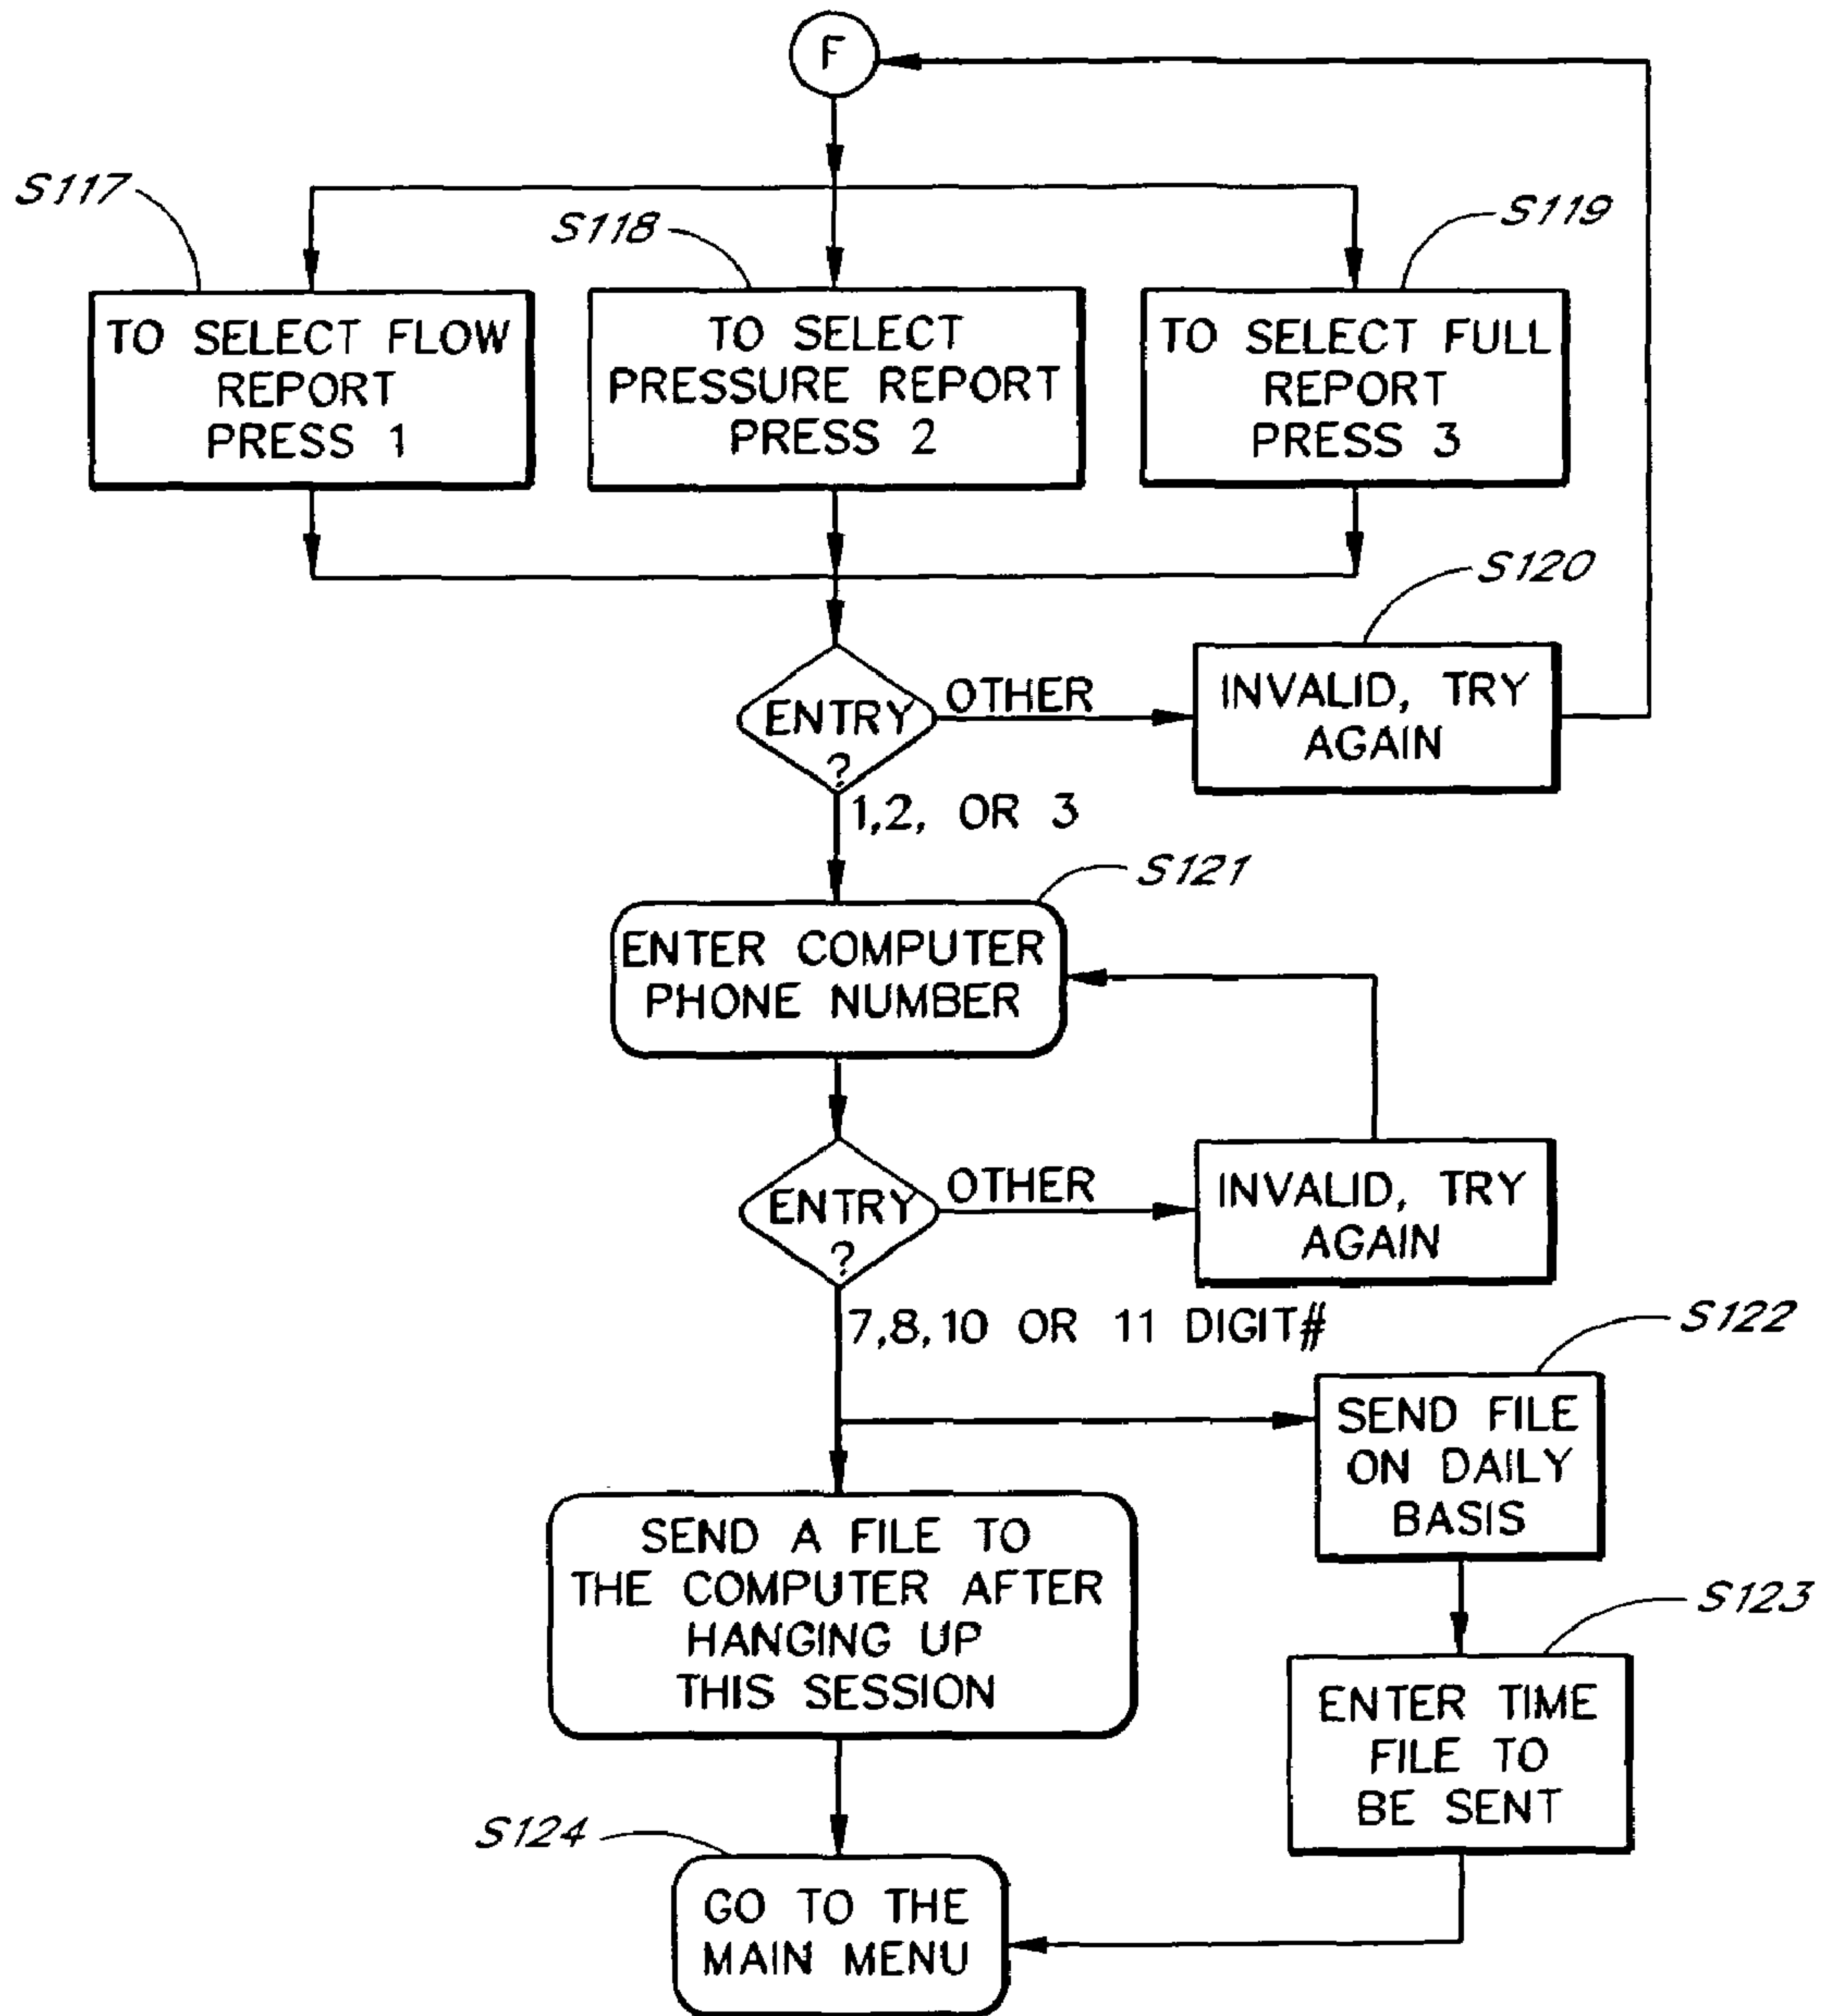 F
S117
S118
S119
TO SELECT FLOW
REPORT
PRESS 1
TO SELECT
PRESSURE REPORT
PRESS 2
TO SELECT FULL
REPORT
PRESS 3
S120
ENTRY
?
OTHER
INVALID, TRY
AGAIN
1,2, OR 3
S121
ENTER COMPUTER
PHONE NUMBER
ENTRY
?
OTHER
INVALID, TRY
AGAIN
7,8,10 OR 11 DIGIT#
S122
SEND FILE
ON DAILY
BASIS
SEND A FILE TO
THE COMPUTER AFTER
HANGING UP
THIS SESSION
S123
ENTER TIME
FILE TO
BE SENT
S124
GO TO THE
MAIN MENU